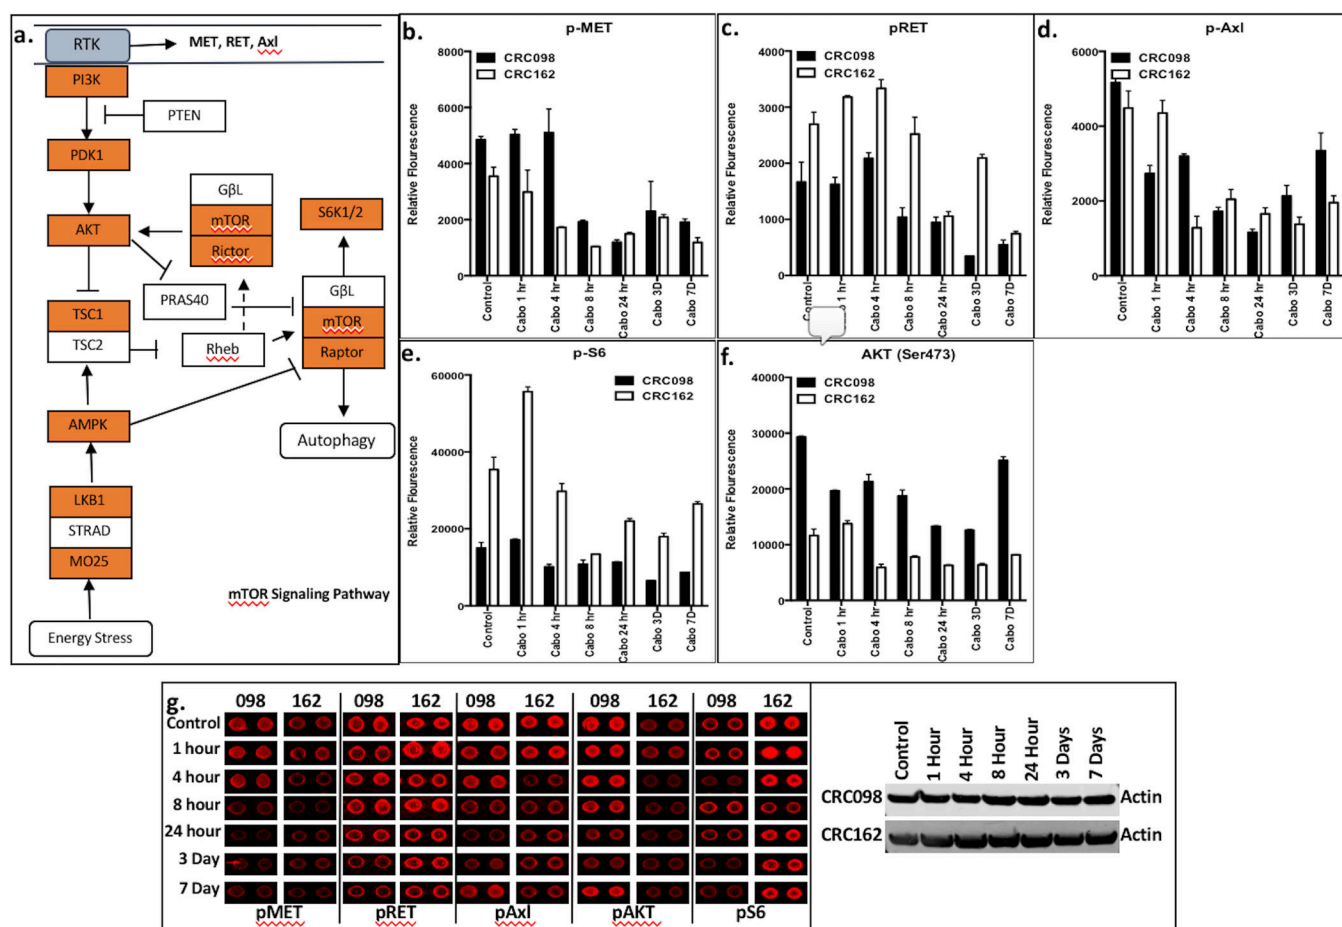 a.
RTK
MET, RET, Axl
PI3K
PTEN
PDK1
GβL
mTOR
Rictor
AKT
S6K1/2
PRAS40
GβL
mTOR
Raptor
TSC1
TSC2
Rheb
AMPK
Autophagy
LKB1
STRAD
MO25
mTOR Signaling Pathway
Energy Stress
b.
p-MET
CRC098
CRC162
Relative Flourescence
8000
6000
4000
2000
0
Control
Cabo 1 hr
Cabo 4 hr
Cabo 8 hr
Cabo 24 hr
Cabo 3D
Cabo 7D
c.
pRET
CRC098
CRC162
Relative Flourescence
4000
3000
2000
1000
0
Control
1 hr
Cabo 4 hr
Cabo 8 hr
Cabo 24 hr
Cabo 3D
Cabo 7D
d.
p-Axl
CRC098
CRC162
Relative Flourescence
6000
4000
2000
0
Control
Cabo 1 hr
Cabo 4 hr
Cabo 8 hr
Cabo 24 hr
Cabo 3D
Cabo 7D
e.
p-S6
CRC098
CRC162
Relative Flourescence
60000
40000
20000
0
Control
Cabo 1 hr
Cabo 4 hr
Cabo 8 hr
Cabo 24 hr
Cabo 3D
Cabo 7D
f.
AKT (Ser473)
CRC098
CRC162
Relative Flourescence
40000
30000
20000
10000
0
Control
Cabo 1 hr
Cabo 4 hr
Cabo 8 hr
Cabo 24 hr
Cabo 3D
Cabo 7D
g.
098 162 098 162 098 162 098 162 098 162
Control
1 hour
4 hour
8 hour
24 hour
3 Day
7 Day
pMET pRET pAxl pAKT pS6
Control 1 Hour 4 Hour 8 Hour 24 Hour 3 Days 7 Days
CRC098 Actin
CRC162 Actin